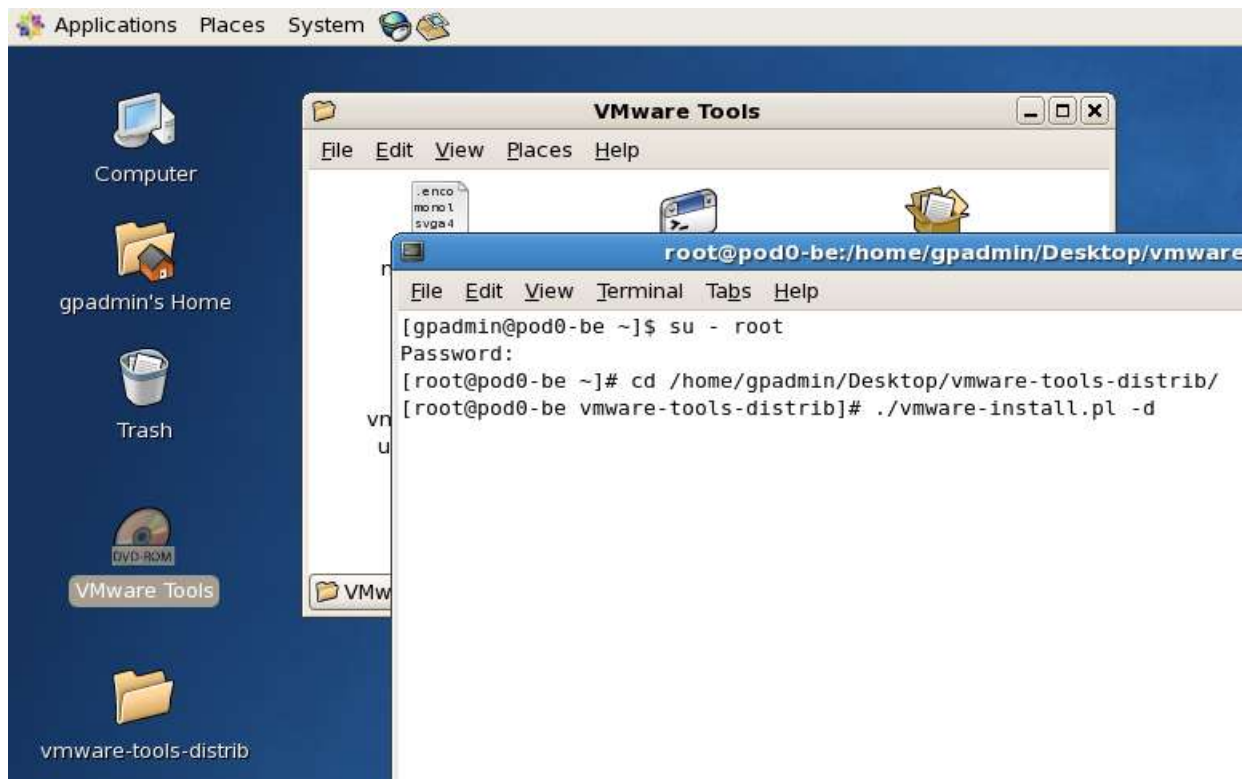 Applications Places System
Computer
gpadmin's Home
Trash
DVD-ROM
VMware Tools
vmware-tools-distrib
VMware Tools
File Edit View Places Help
.enco
monol
svga4
n
vn
u
VMw
root@pod0-be:/home/gpadmin/Desktop/vmware
File Edit View Terminal Tabs Help
[gpadmin@pod0-be ~]$ su - root
Password:
[root@pod0-be ~]# cd /home/gpadmin/Desktop/vmware-tools-distrib/
[root@pod0-be vmware-tools-distrib]# ./vmware-install.pl -d